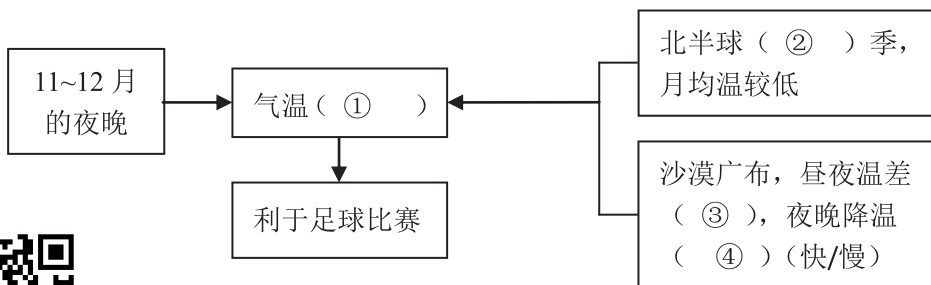 11~12 月
的夜晚
气温（ ① ）
利于足球比赛
北半球（ ② ）季，
月均温较低
沙漠广布，昼夜温差
（ ③ ），夜晚降温
（ ④ ）（快/慢）